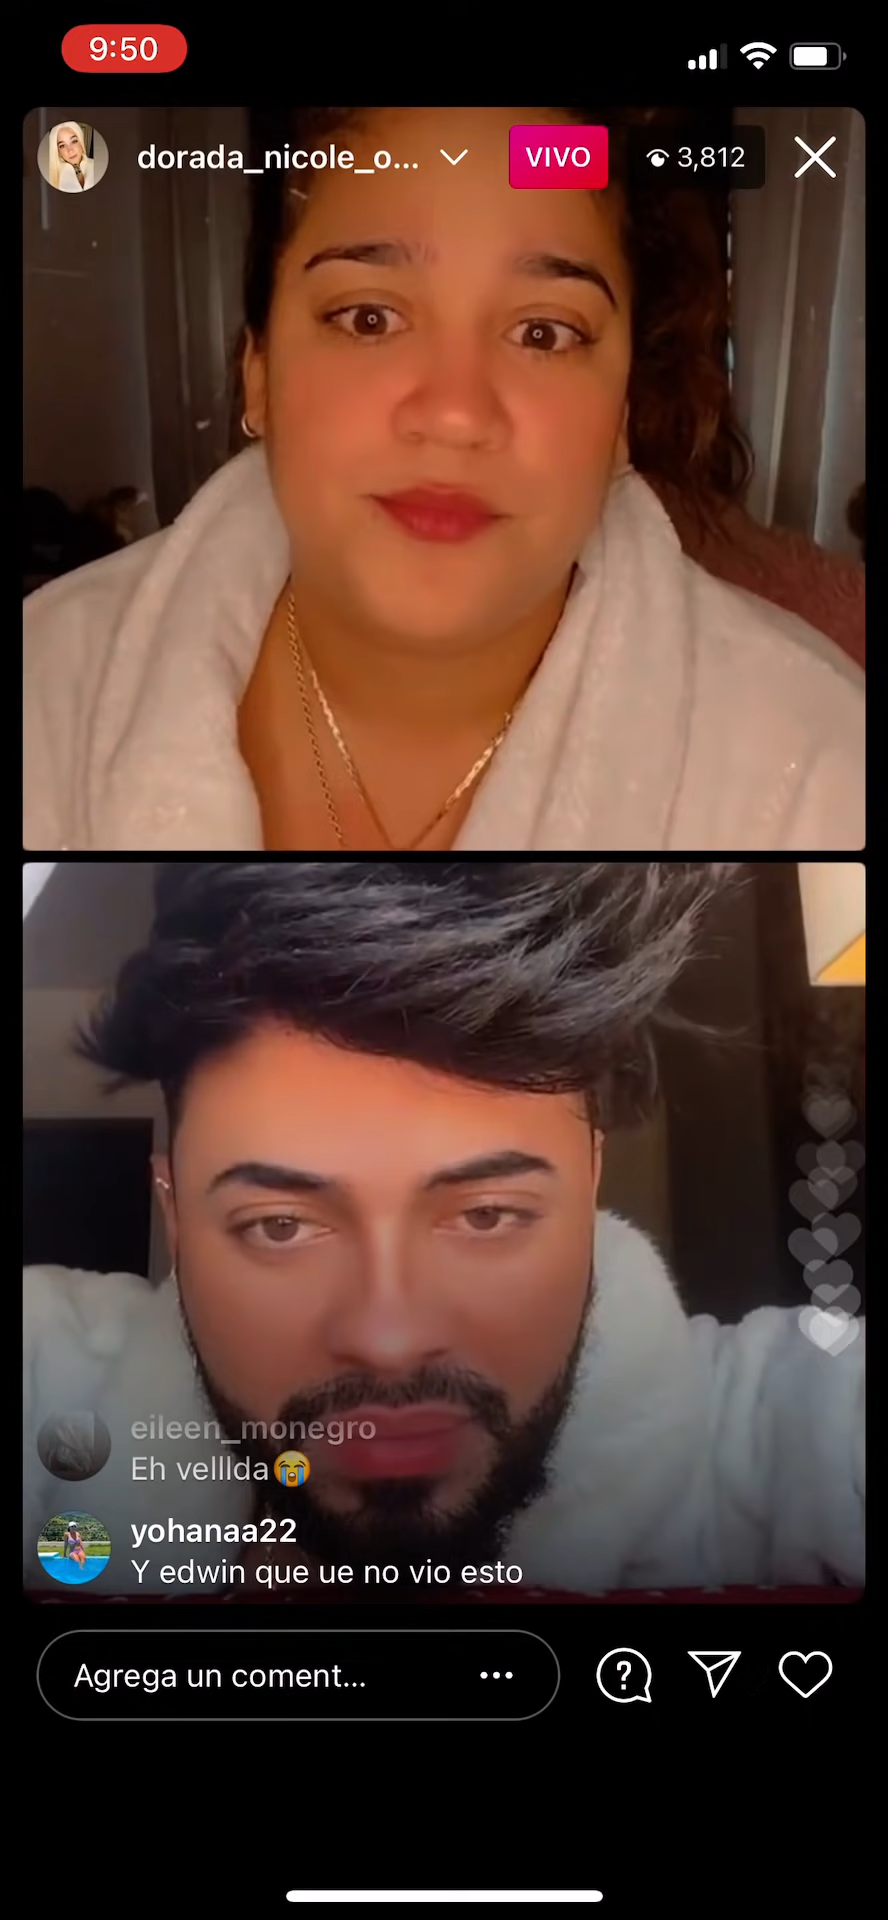 9:50
dorada_nicole_o...
VIVO
3,812
eileen_monegro
Eh velllda😭
yohanaa22
Y edwin que ue no vio esto
Agrega un coment...